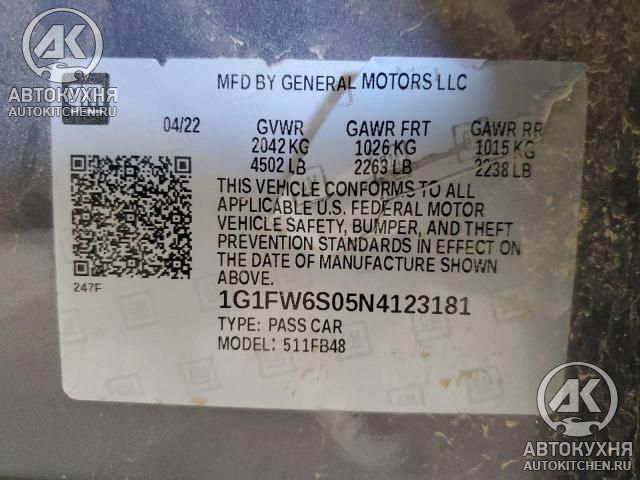 AK
АВТОКУХНЯ
AUTOKITCHEN.RU
MFD BY GENERAL MOTORS LLC
04/22 GVWR GAWR FRT GAWR RR
2042 KG 1026 KG 1015 KG
4502 LB 2263 LB 2238 LB
THIS VEHICLE CONFORMS TO ALL
APPLICABLE U.S. FEDERAL MOTOR
VEHICLE SAFETY, BUMPER, AND THEFT
PREVENTION STANDARDS IN EFFECT ON
THE DATE OF MANUFACTURE SHOWN
ABOVE.
247F
1G1FW6S05N4123181
TYPE: PASS CAR
MODEL: 511FB48
AK
АВТОКУХНЯ
AUTOKITCHEN.RU